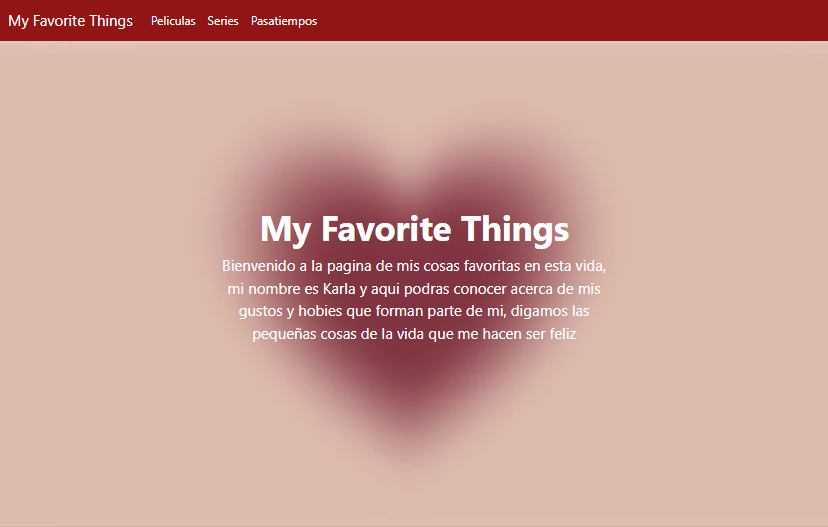 My Favorite Things Peliculas Series Pasatiempos
My Favorite Things
Bienvenido a la pagina de mis cosas favoritas en esta vida,
mi nombre es Karla y aqui podras conocer acerca de mis
gustos y hobies que forman parte de mi, digamos las
pequeñas cosas de la vida que me hacen ser feliz